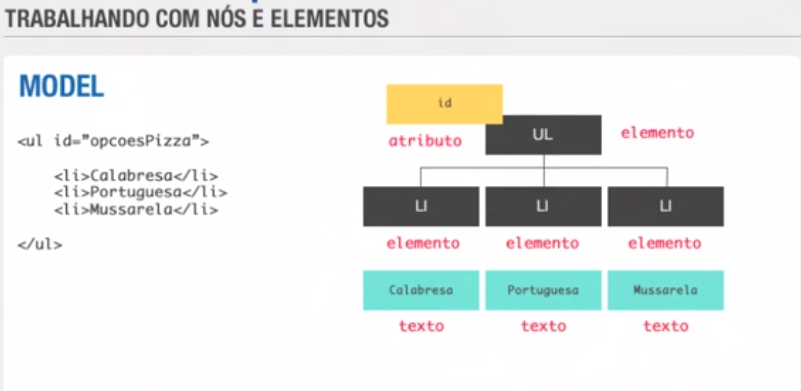 TRABALHANDO COM NÓS E ELEMENTOS
MODEL
<ul id="opcoesPizza">
<li>Calabresa</li>
<li>Portuguesa</li>
<li>Mussarela</li>
</ul>
id
atributo
UL
elemento
LI LI LI
elemento elemento elemento
Calabresa Portuguesa Mussarela
texto texto texto